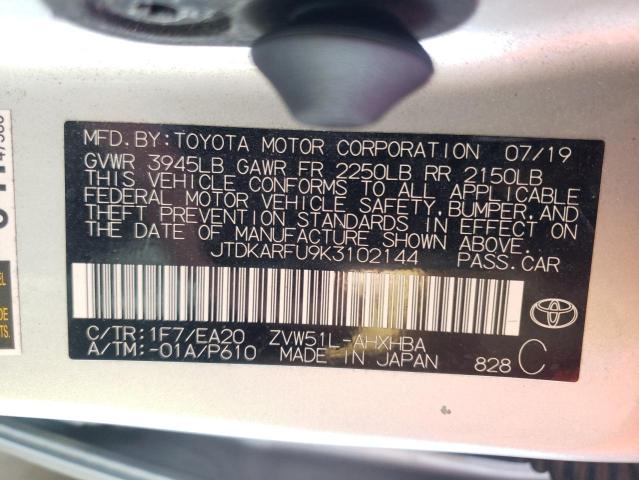 MFD. BY: TOYOTA MOTOR CORPORATION 07/19
GVWR 3945LB GAWR FR 2250LB RR 2150LB
THIS VEHICLE CONFORMS TO ALL APPLICABLE
FEDERAL MOTOR VEHICLE SAFETY, BUMPER, AND
THEFT PREVENTION STANDARDS IN EFFECT ON
THE DATE OF MANUFACTURE SHOWN ABOVE.
JTDKARFU9K3102144 PASS. CAR
C/TR: 1F7/EA20 ZVW51L-AHXHBA
A/TM: -01A/P610 MADE IN JAPAN 828 C